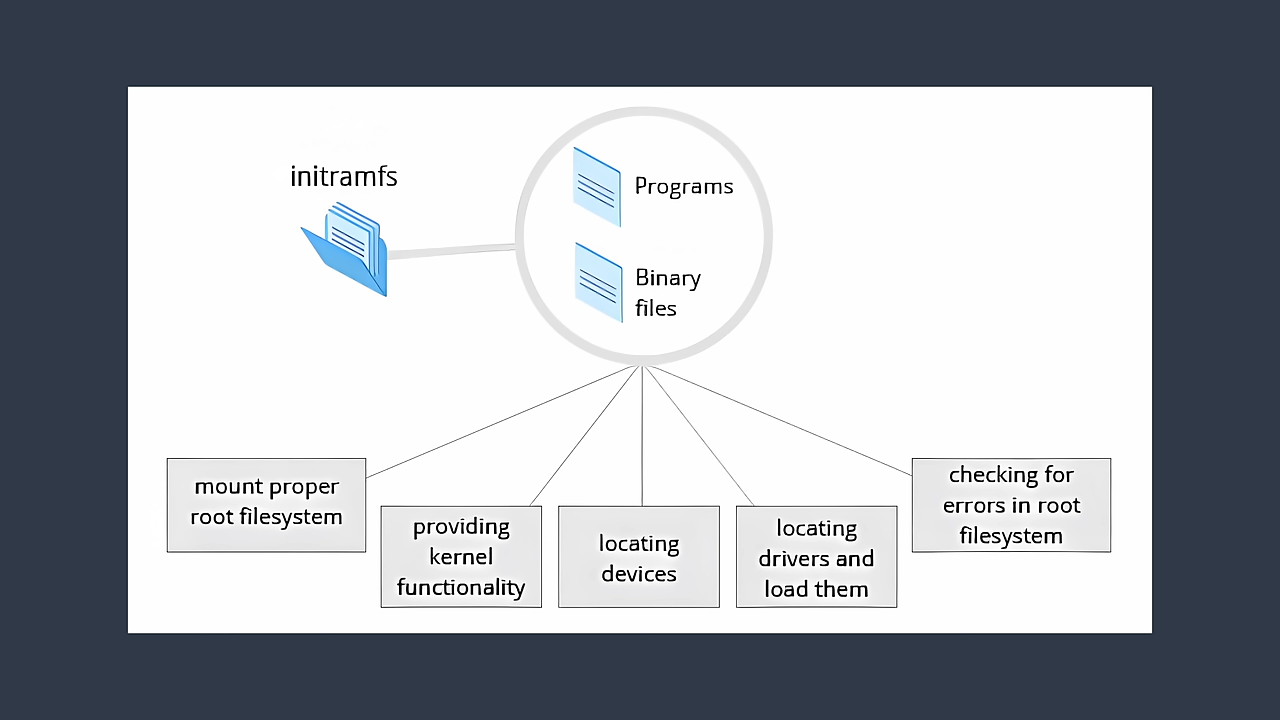 initramfs
Programs
Binary
files
mount proper
root filesystem
providing
kernel
functionality
locating
devices
locating
drivers and
load them
checking for
errors in root
filesystem